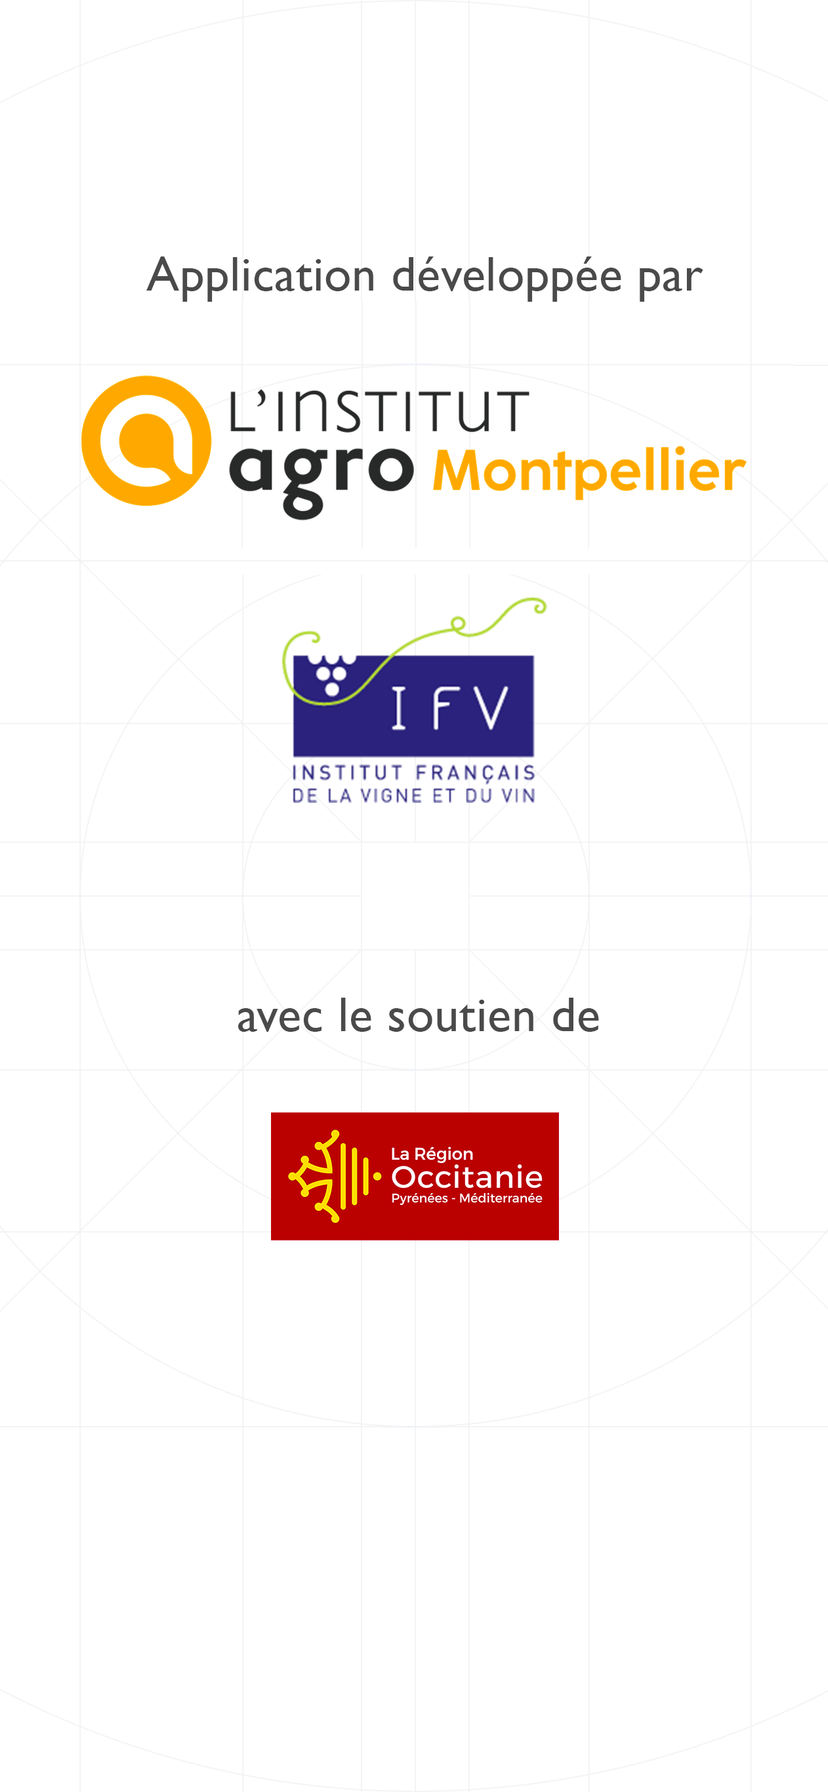 Application développée par
L'INSTITUT
agro Montpellier
IFV
INSTITUT FRANÇAIS
DE LA VIGNE ET DU VIN
avec le soutien de
La Région
Occitanie
Pyrénées - Méditerranée